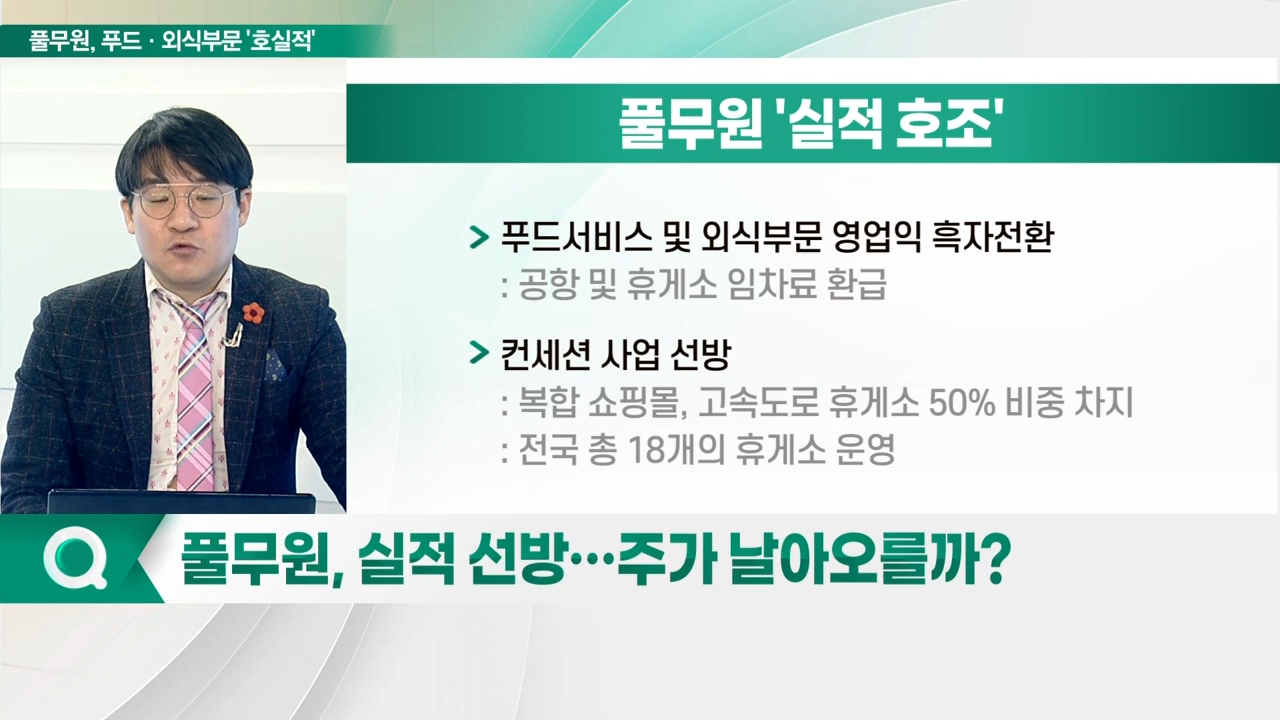 풀무원, 푸드 · 외식부문 '호실적'
풀무원 '실적 호조'
> 푸드서비스 및 외식부문 영업익 흑자전환
: 공항 및 휴게소 임차료 환급
> 컨세션 사업 선방
: 복합 쇼핑몰, 고속도로 휴게소 50% 비중 차지
: 전국 총 18개의 휴게소 운영
Q 풀무원, 실적 선방…주가 날아오를까?